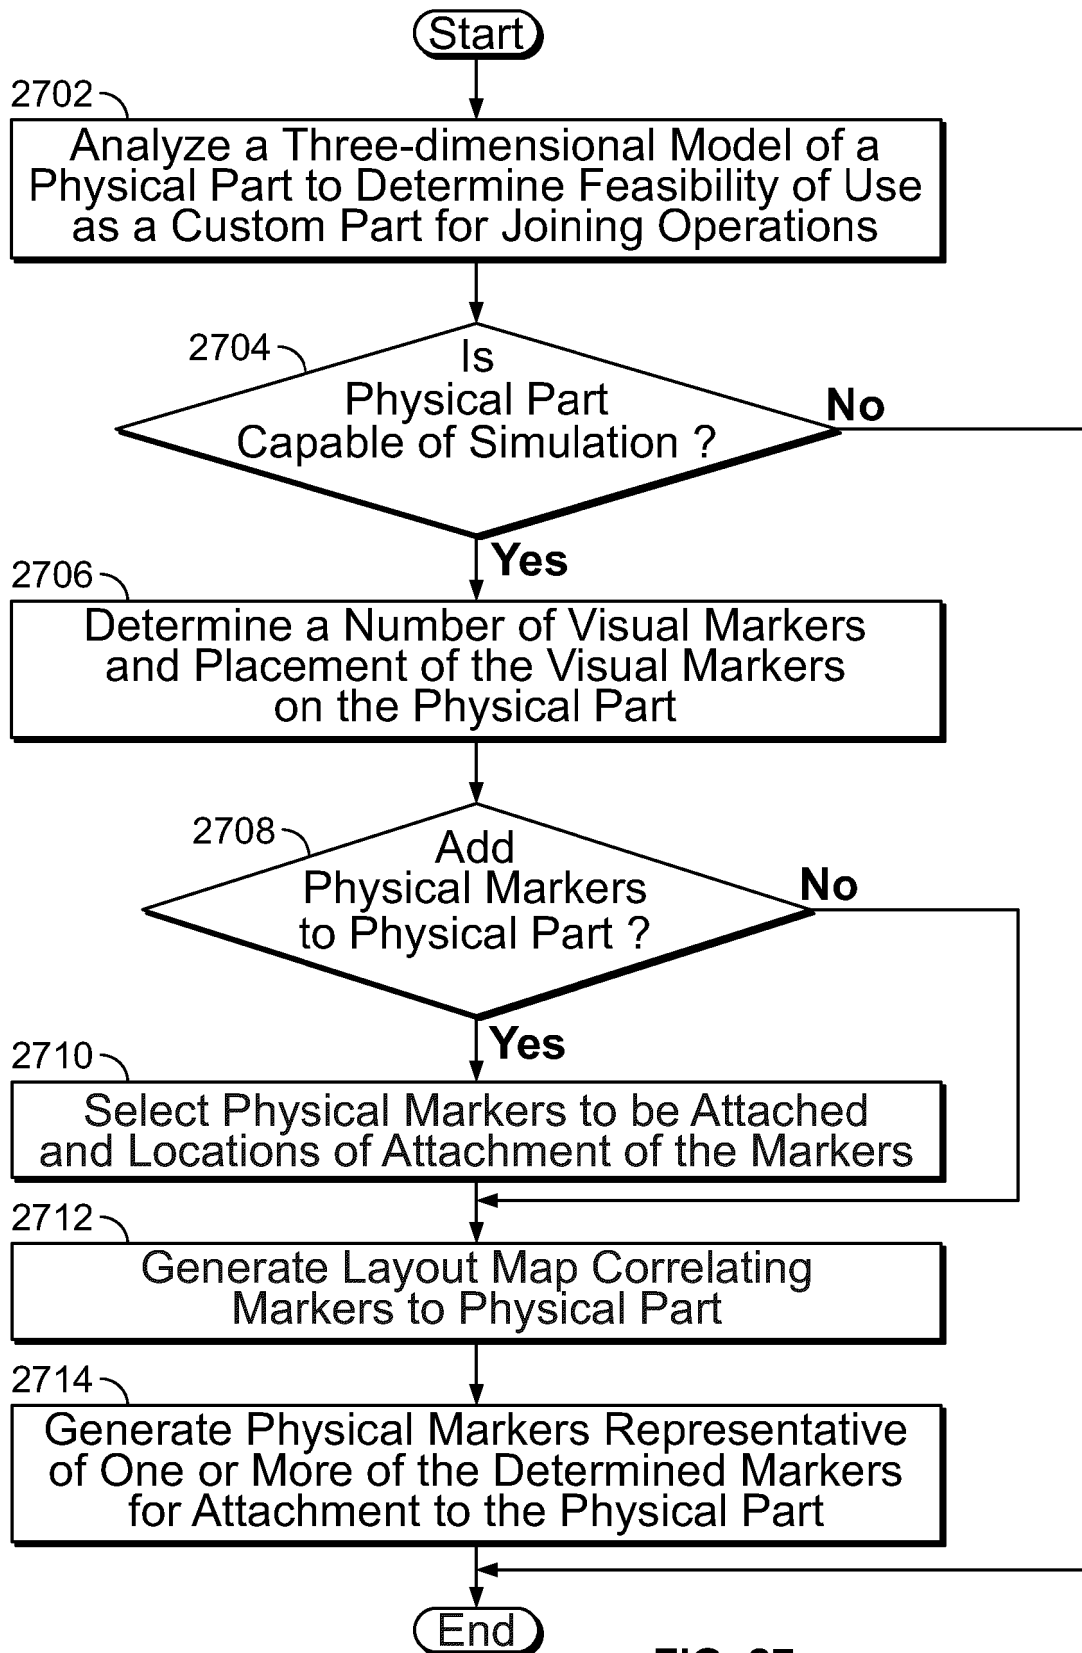 Start
2702
Analyze a Three-dimensional Model of a
Physical Part to Determine Feasibility of Use
as a Custom Part for Joining Operations
2704
Is
Physical Part
Capable of Simulation ?
No
Yes
2706
Determine a Number of Visual Markers
and Placement of the Visual Markers
on the Physical Part
2708
Add
Physical Markers
to Physical Part ?
No
Yes
2710
Select Physical Markers to be Attached
and Locations of Attachment of the Markers
2712
Generate Layout Map Correlating
Markers to Physical Part
2714
Generate Physical Markers Representative
of One or More of the Determined Markers
for Attachment to the Physical Part
End